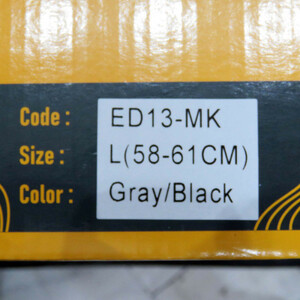 Code : ED13-MK
Size : L(58-61CM)
Color : Gray/Black